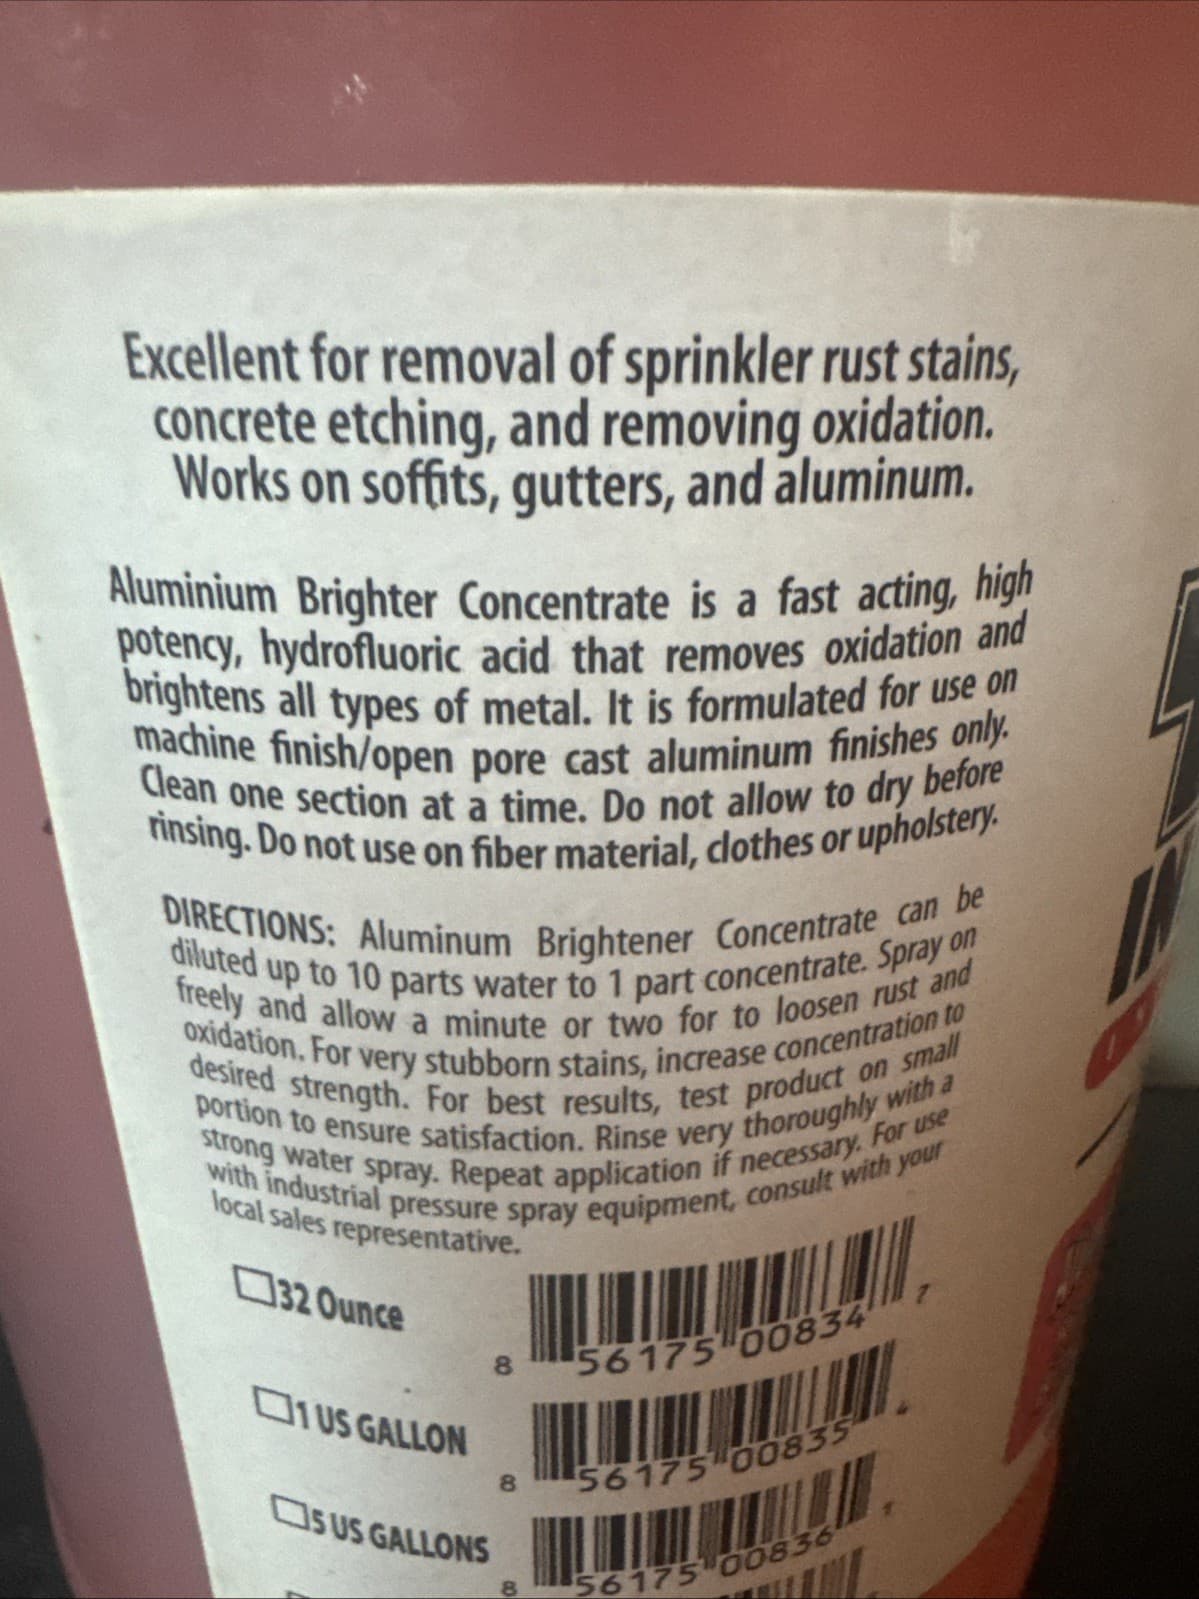 Excellent for removal of sprinkler rust stains,
concrete etching, and removing oxidation.
Works on soffits, gutters, and aluminum.
Aluminium Brighter Concentrate is a fast acting, high
potency, hydrofluoric acid that removes oxidation and
brightens all types of metal. It is formulated for use on
machine finish/open pore cast aluminum finishes only.
Clean one section at a time. Do not allow to dry before
rinsing. Do not use on fiber material, clothes or upholstery.
DIRECTIONS: Aluminum Brightener Concentrate can be
diluted up to 10 parts water to 1 part concentrate. Spray on
freely and allow a minute or two for to loosen rust and
oxidation. For very stubborn stains, increase concentration to
desired strength. For best results, test product on small
portion to ensure satisfaction. Rinse very thoroughly with a
strong water spray. Repeat application if necessary. For use
with industrial pressure spray equipment, consult with your
local sales representative.
32 Ounce
8 56175 00834 7
1 US GALLON
8 56175 00835
5 US GALLONS
8 56175 00836
IN